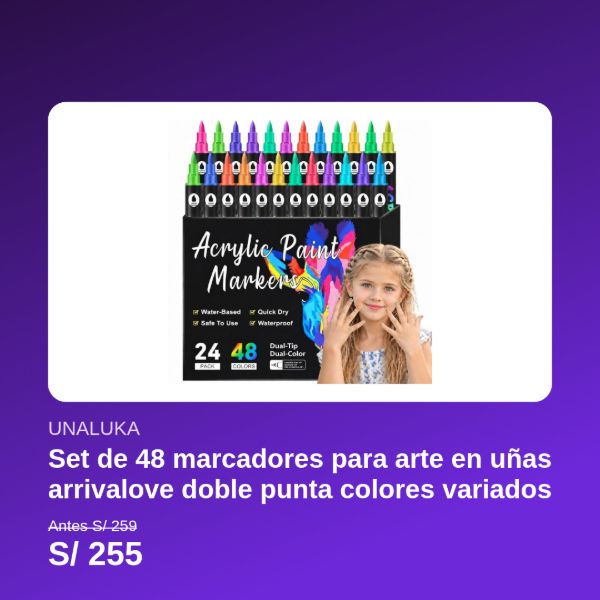 Acrylic Paint
Markers
Water-Based Quick Dry
Safe To Use Waterproof
24 48 Dual-Tip
PACK COLORS Dual-Color
UNALUKA
Set de 48 marcadores para arte en uñas
arrivalove doble punta colores variados
Antes S/ 259
S/ 255